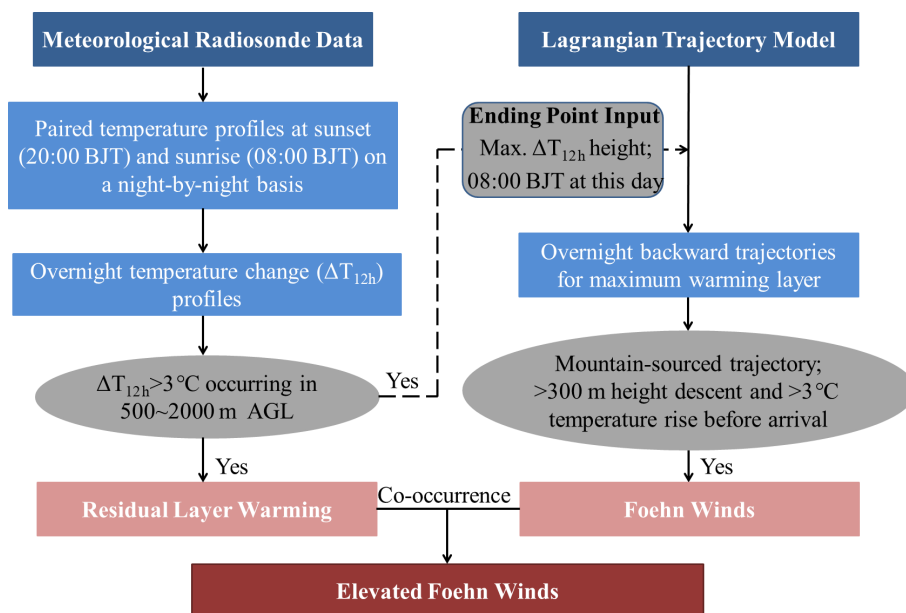 Meteorological Radiosonde Data
Paired temperature profiles at sunset
(20:00 BJT) and sunrise (08:00 BJT) on
a night-by-night basis
Overnight temperature change (ΔT12h)
profiles
ΔT12h>3℃ occurring in
500~2000 m AGL
Yes
Yes
Residual Layer Warming
Lagrangian Trajectory Model
Ending Point Input
Max. ΔT12h height;
08:00 BJT at this day
Overnight backward trajectories
for maximum warming layer
Mountain-sourced trajectory;
>300 m height descent and >3℃
temperature rise before arrival
Yes
Foehn Winds
Co-occurrence
Elevated Foehn Winds